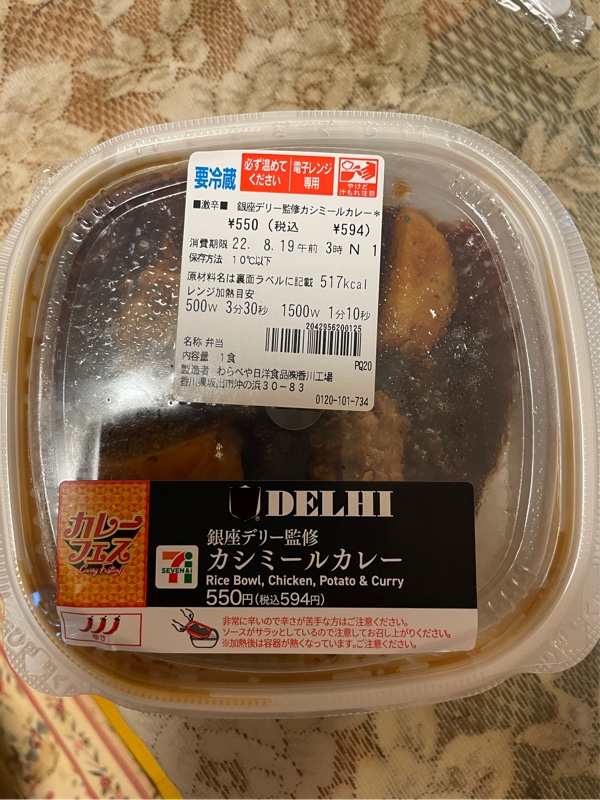 要冷蔵
必ず温めて
ください
電子レンジ
専用
やけど
汁もれ注意
■激辛■ 銀座デリー監修カシミールカレー*
¥550 (税込 ¥594)
消費期限 22. 8.19午前 3時 N 1
保存方法 10℃以下
原材料名は裏面ラベルに記載 517kcal
レンジ加熱目安
500W 3分30秒 1500W 1分10秒
2042956200125
名称 弁当
内容量 1食
PQ20
製造者 わらべや日洋食品㈱香川工場
香川県坂出市沖の浜30-83
0120-101-734
DELHI
カレー
フェス
Curry Festival
銀座デリー監修
カシミールカレー
SEVEN&i
Rice Bowl, Chicken, Potato & Curry
550円(税込594円)
辛さ
非常に辛いので辛さが苦手な方はご注意ください。
ソースがサラッとしているので注意してお召し上がりください。
※加熱後は容器が熱くなっています。ご注意ください。